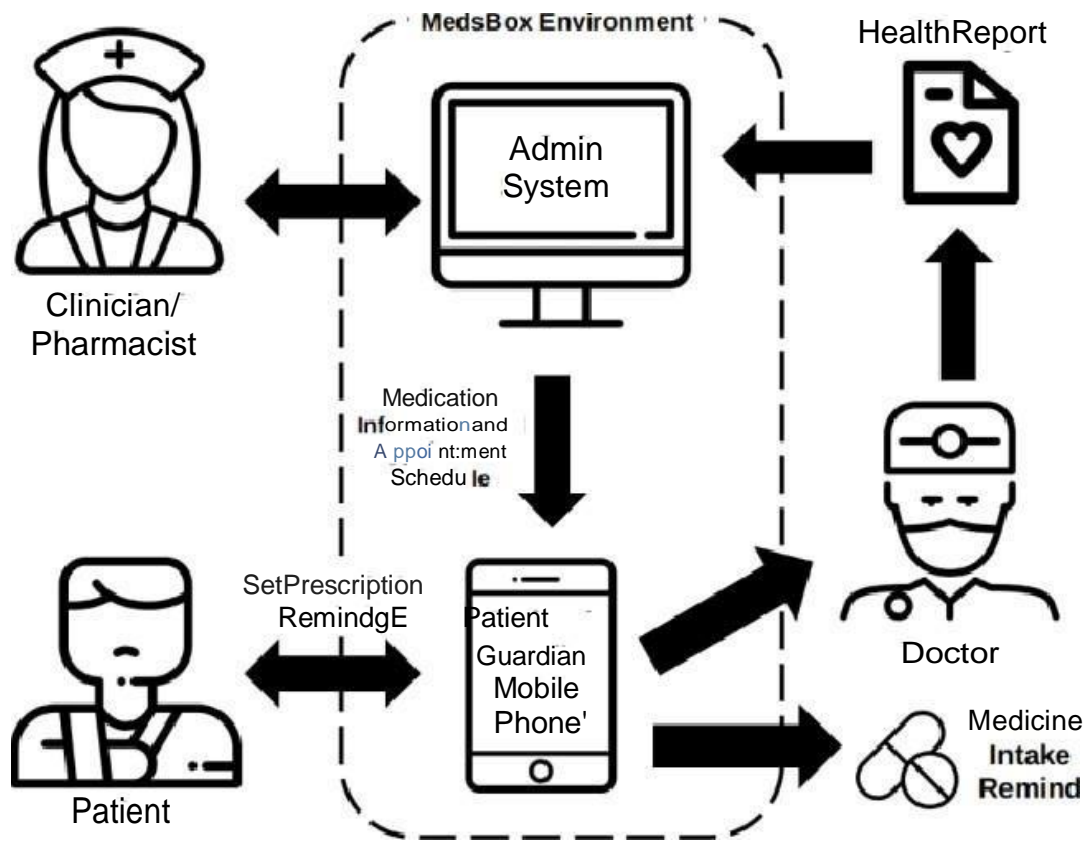 MedsBox Environment
HealthReport
Admin
System
Clinician/
Pharmacist
Medication
Informationand
A ppoi nt:ment
Schedu le
SetPrescription
RemindgE
Patient
Guardian
Mobile
Phone'
Doctor
Medicine
Intake
Remind
Patient